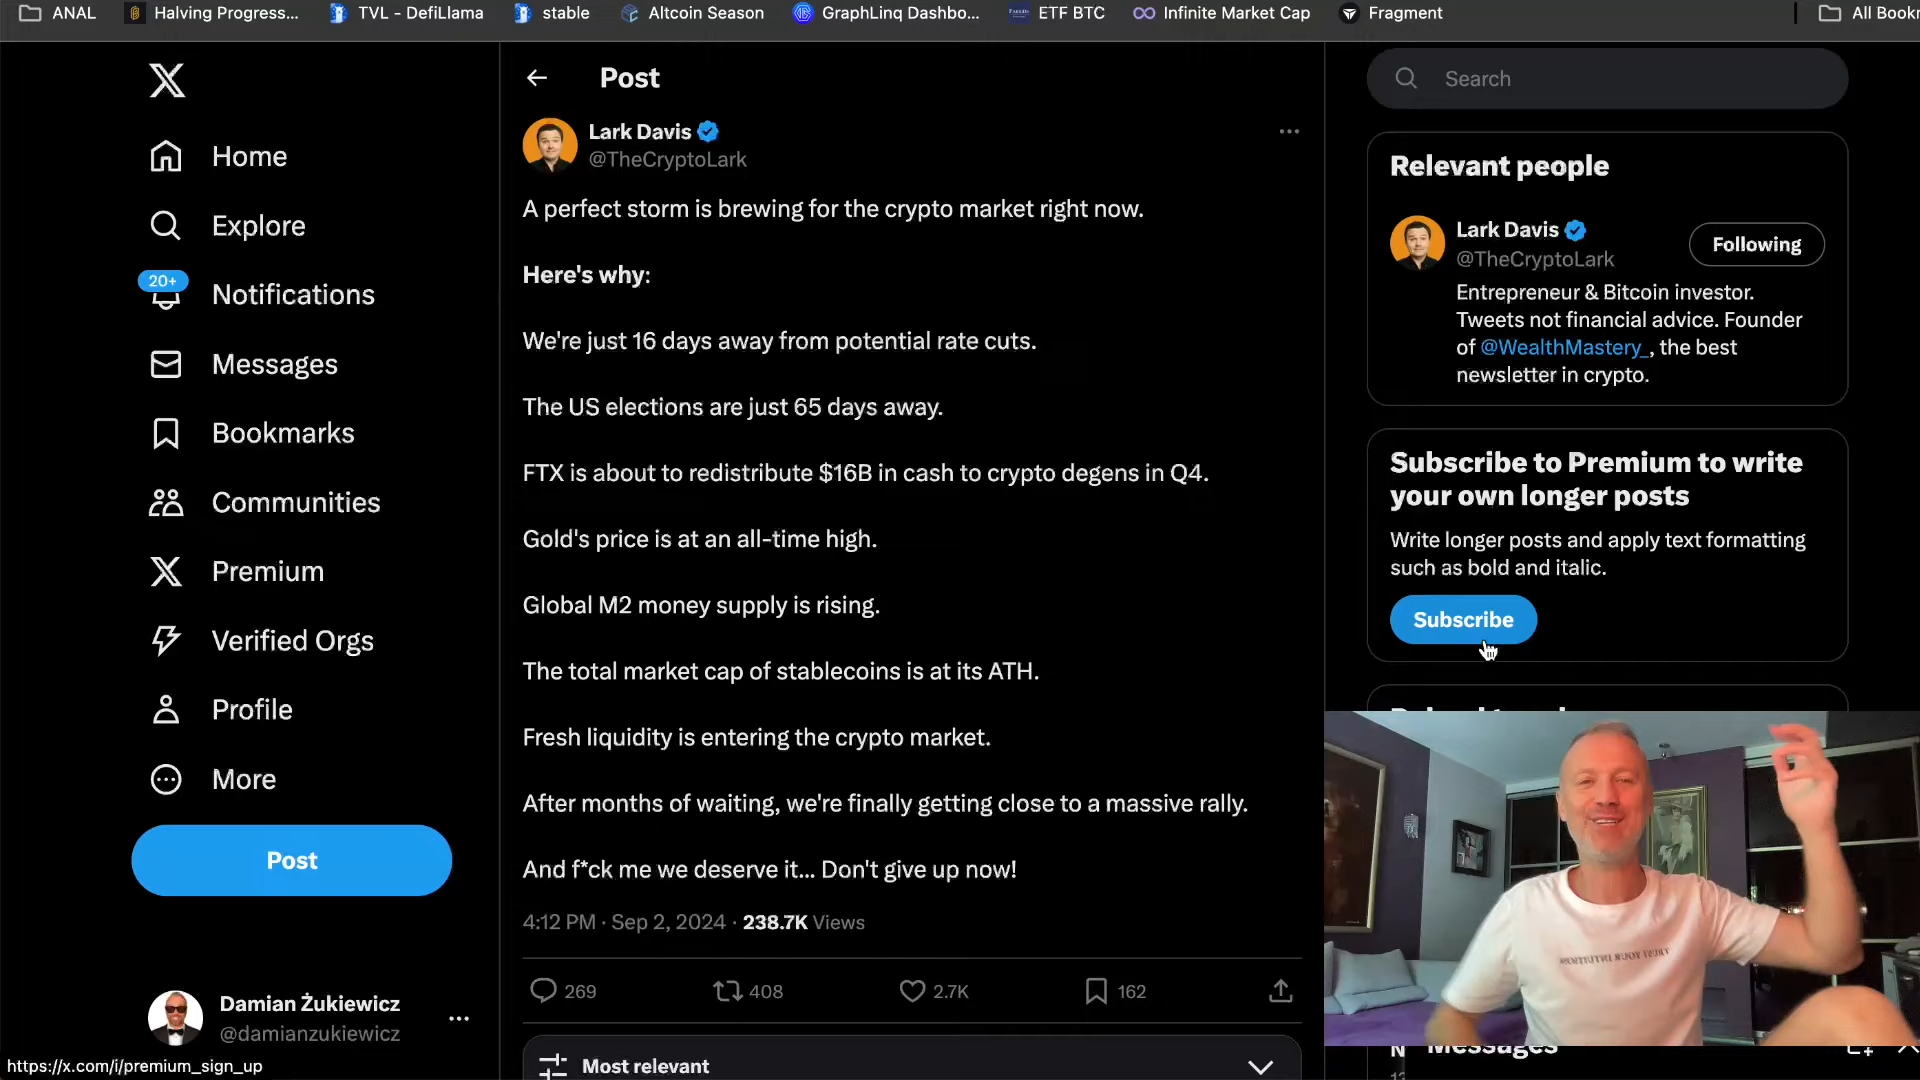 ANAL
Halving Progress...
TVL - DefiLlama
stable
Altcoin Season
GraphLinq Dashbo...
ETF BTC
Infinite Market Cap
Fragment
All Bookr
Home
Explore
20+
Notifications
Messages
Bookmarks
Communities
Premium
Verified Orgs
Profile
More
Post
Damian Żukiewicz
@damianzukiewicz
https://x.com/i/premium_sign_up
Post
Lark Davis
@TheCryptoLark
A perfect storm is brewing for the crypto market right now.
Here's why:
We're just 16 days away from potential rate cuts.
The US elections are just 65 days away.
FTX is about to redistribute $16B in cash to crypto degens in Q4.
Gold's price is at an all-time high.
Global M2 money supply is rising.
The total market cap of stablecoins is at its ATH.
Fresh liquidity is entering the crypto market.
After months of waiting, we're finally getting close to a massive rally.
And f*ck me we deserve it... Don't give up now!
4:12 PM · Sep 2, 2024 · 238.7K Views
269
408
2.7K
162
Most relevant
Search
Relevant people
Lark Davis
@TheCryptoLark
Following
Entrepreneur & Bitcoin investor.
Tweets not financial advice. Founder
of @WealthMastery_, the best
newsletter in crypto.
Subscribe to Premium to write
your own longer posts
Write longer posts and apply text formatting
such as bold and italic.
Subscribe
Messages